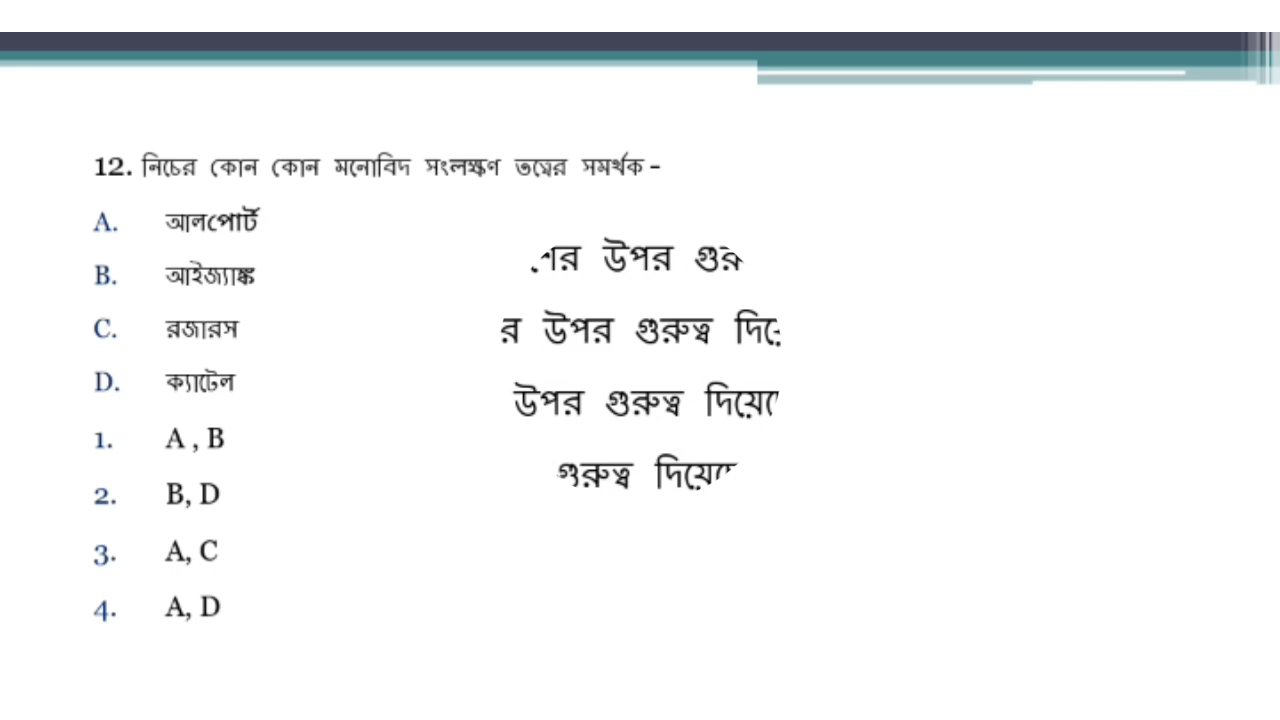 12. নিচের কোন কোন মনোবিদ সংলক্ষণ তত্ত্বের সমর্থক –
A. আলপোর্ট
B. আইজ্যাঙ্ক
C. রজারস
D. ক্যাটেল
1. A , B
2. B, D
3. A, C
4. A, D
উপর
র উপর গুরুত্ব
উপর গুরুত্ব
গুরুত্ব